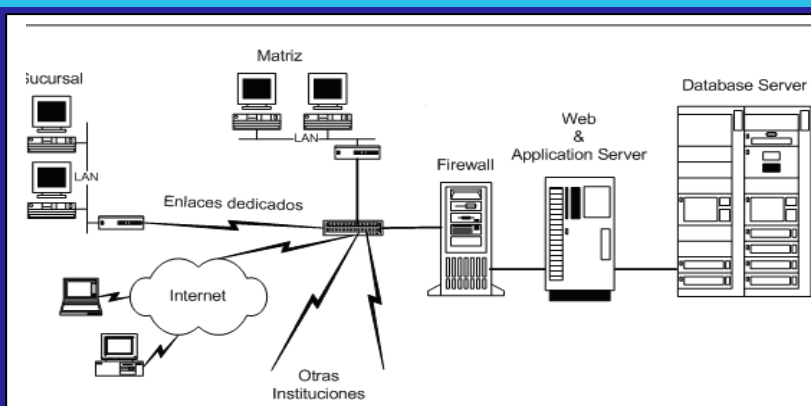 Matriz
Sucursal
Database Server
Web
&
Application Server
LAN
Firewall
LAN
Enlaces dedicados
Internet
Otras
Instituciones